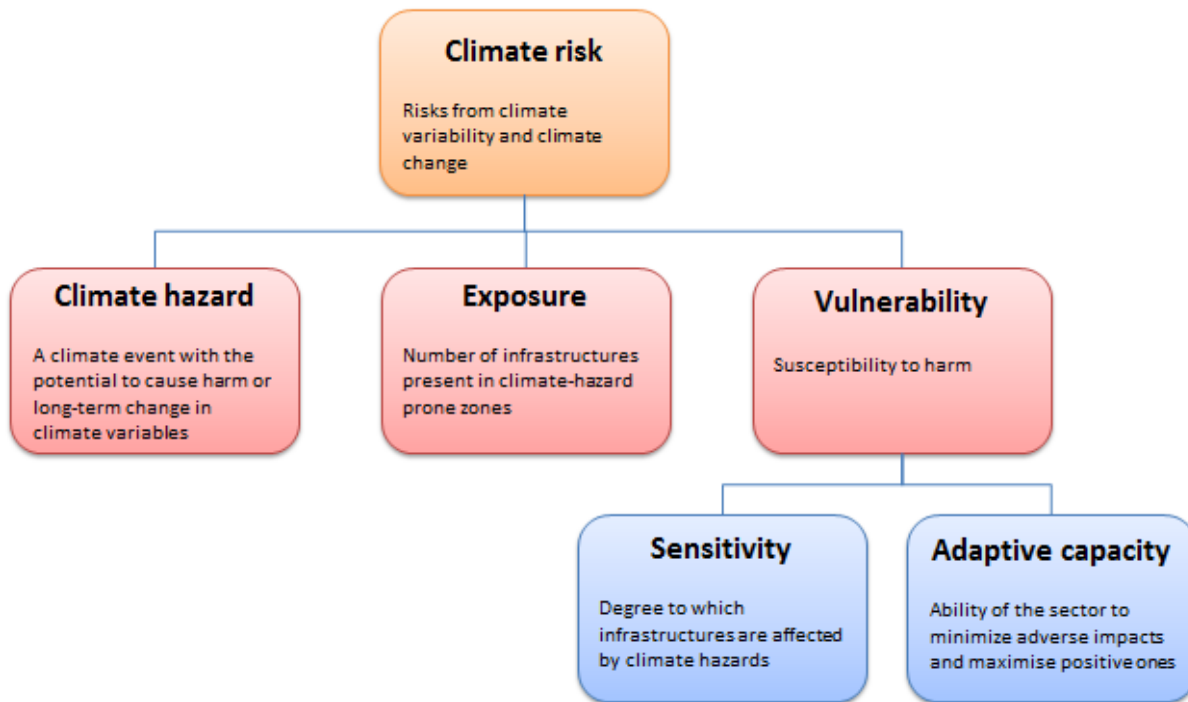 Climate risk
Risks from climate
variability and climate
change
Climate hazard
A climate event with the
potential to cause harm or
long-term change in
climate variables
Exposure
Number of infrastructures
present in climate-hazard
prone zones
Vulnerability
Susceptibility to harm
Sensitivity
Degree to which
infrastructures are affected
by climate hazards
Adaptive capacity
Ability of the sector to
minimize adverse impacts
and maximise positive ones